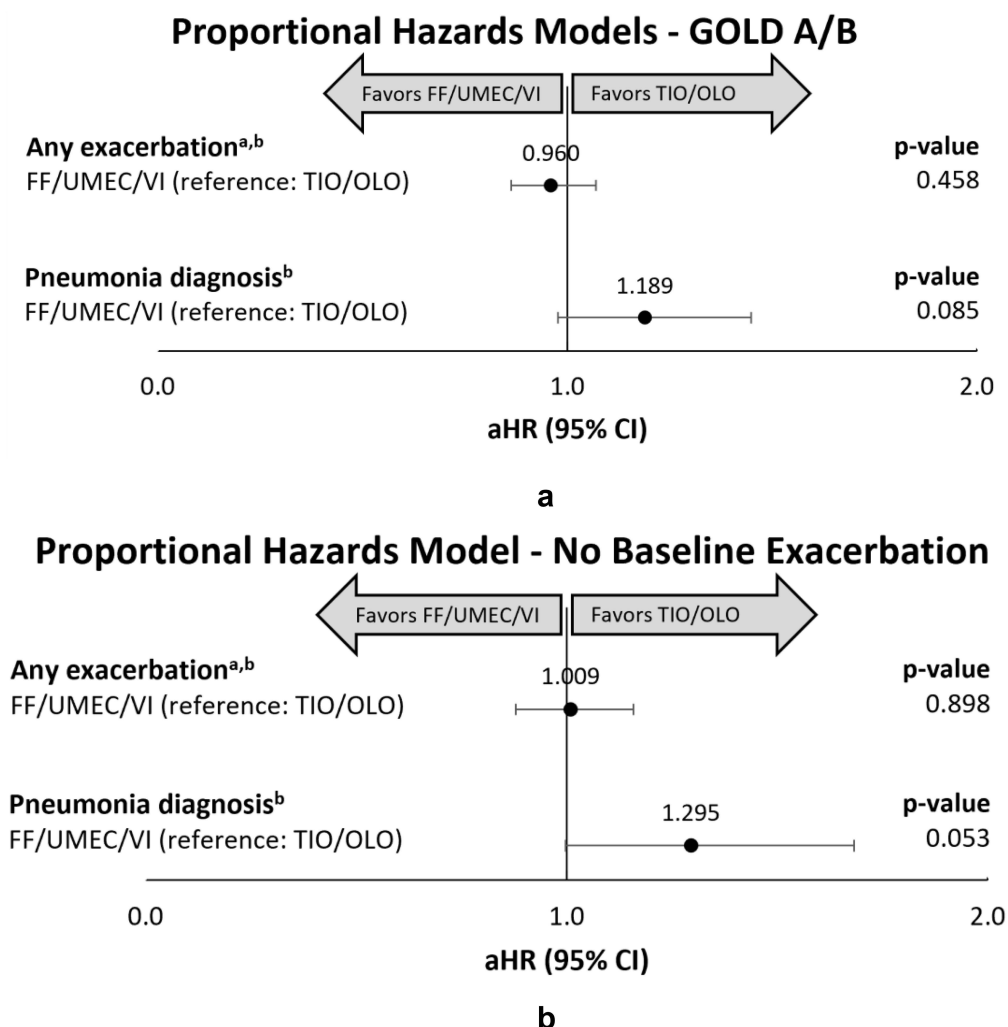 Proportional Hazards Models - GOLD A/B
Favors FF/UMEC/VI
Favors TIO/OLO
Any exacerbationᵃ,ᵇ
0.960
p-value
FF/UMEC/VI (reference: TIO/OLO)
0.458
Pneumonia diagnosisᵇ
1.189
p-value
FF/UMEC/VI (reference: TIO/OLO)
0.085
0.0
1.0
2.0
aHR (95% CI)
a
Proportional Hazards Model - No Baseline Exacerbation
Favors FF/UMEC/VI
Favors TIO/OLO
Any exacerbationᵃ,ᵇ
1.009
p-value
FF/UMEC/VI (reference: TIO/OLO)
0.898
Pneumonia diagnosisᵇ
1.295
p-value
FF/UMEC/VI (reference: TIO/OLO)
0.053
0.0
1.0
2.0
aHR (95% CI)
b